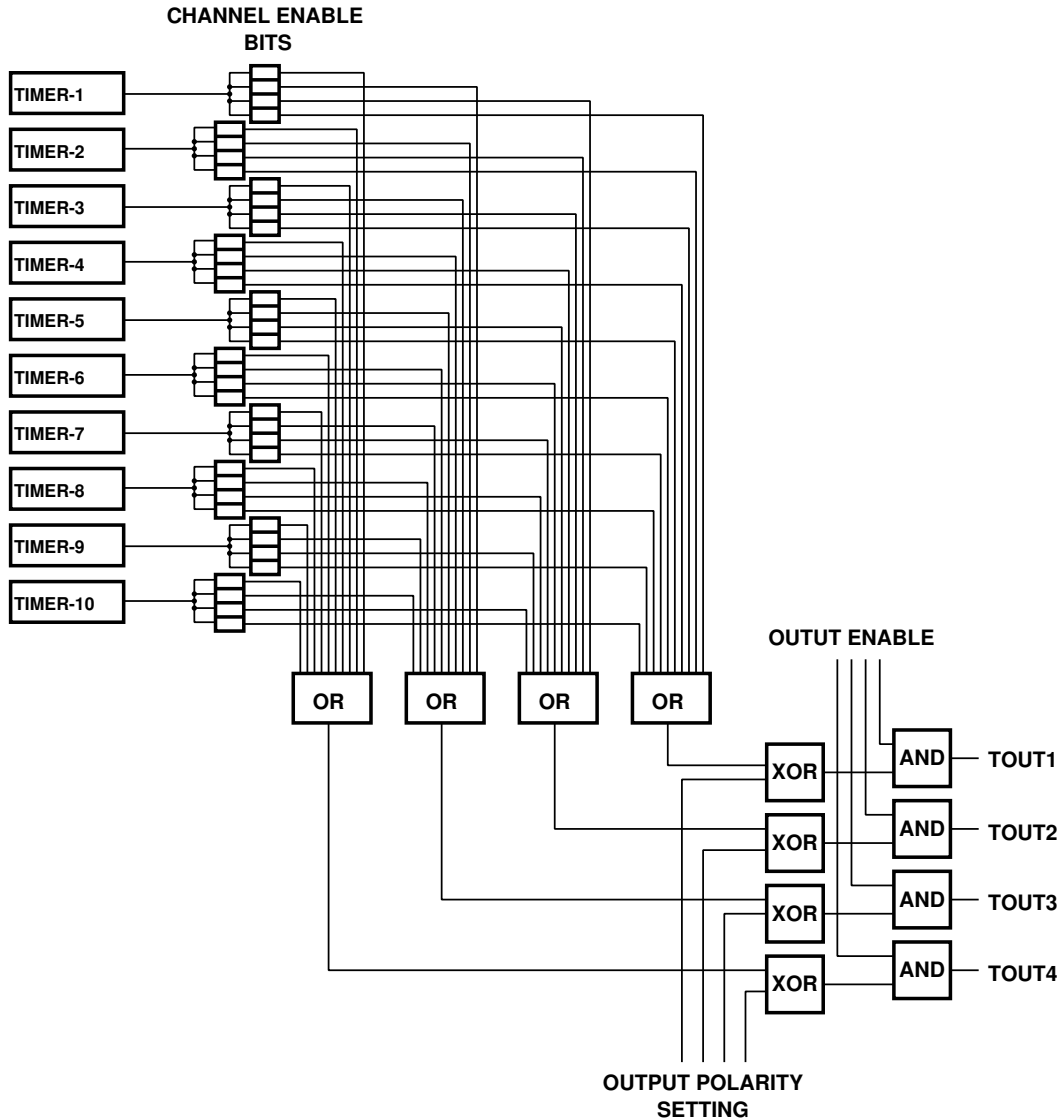 CHANNEL ENABLE
BITS
TIMER-1
TIMER-2
TIMER-3
TIMER-4
TIMER-5
TIMER-6
TIMER-7
TIMER-8
TIMER-9
TIMER-10
OUTUT ENABLE
OR
OR
OR
OR
XOR
AND
TOUT1
XOR
AND
TOUT2
XOR
AND
TOUT3
XOR
AND
TOUT4
OUTPUT POLARITY
SETTING